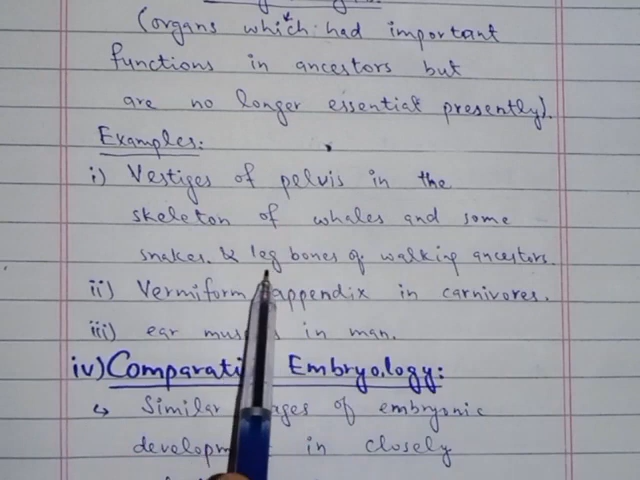 (organs which had important
functions in ancestors but
are no longer essential presently).
Examples:
i) Vestiges of pelvis in the
skeleton of whales and some
snakes. & leg bones of walking ancestors.
ii) Vermiform appendix in carnivores.
iii) ear in man.
iv) Embryology:
↳ Similar of embryonic
in closely